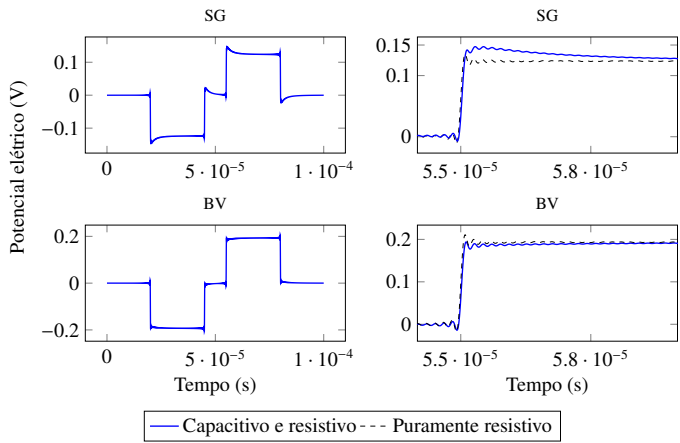 SG
SG
Potencial elétrico (V)
0.1
0
−0.1
0
5 · 10⁻⁵
1 · 10⁻⁴
0.15
0.1
0
5.5 · 10⁻⁵
5.8 · 10⁻⁵
BV
BV
0.2
0
−0.2
0
5 · 10⁻⁵
1 · 10⁻⁴
Tempo (s)
0.2
0.1
0
5.5 · 10⁻⁵
5.8 · 10⁻⁵
Tempo (s)
Capacitivo e resistivo
Puramente resistivo